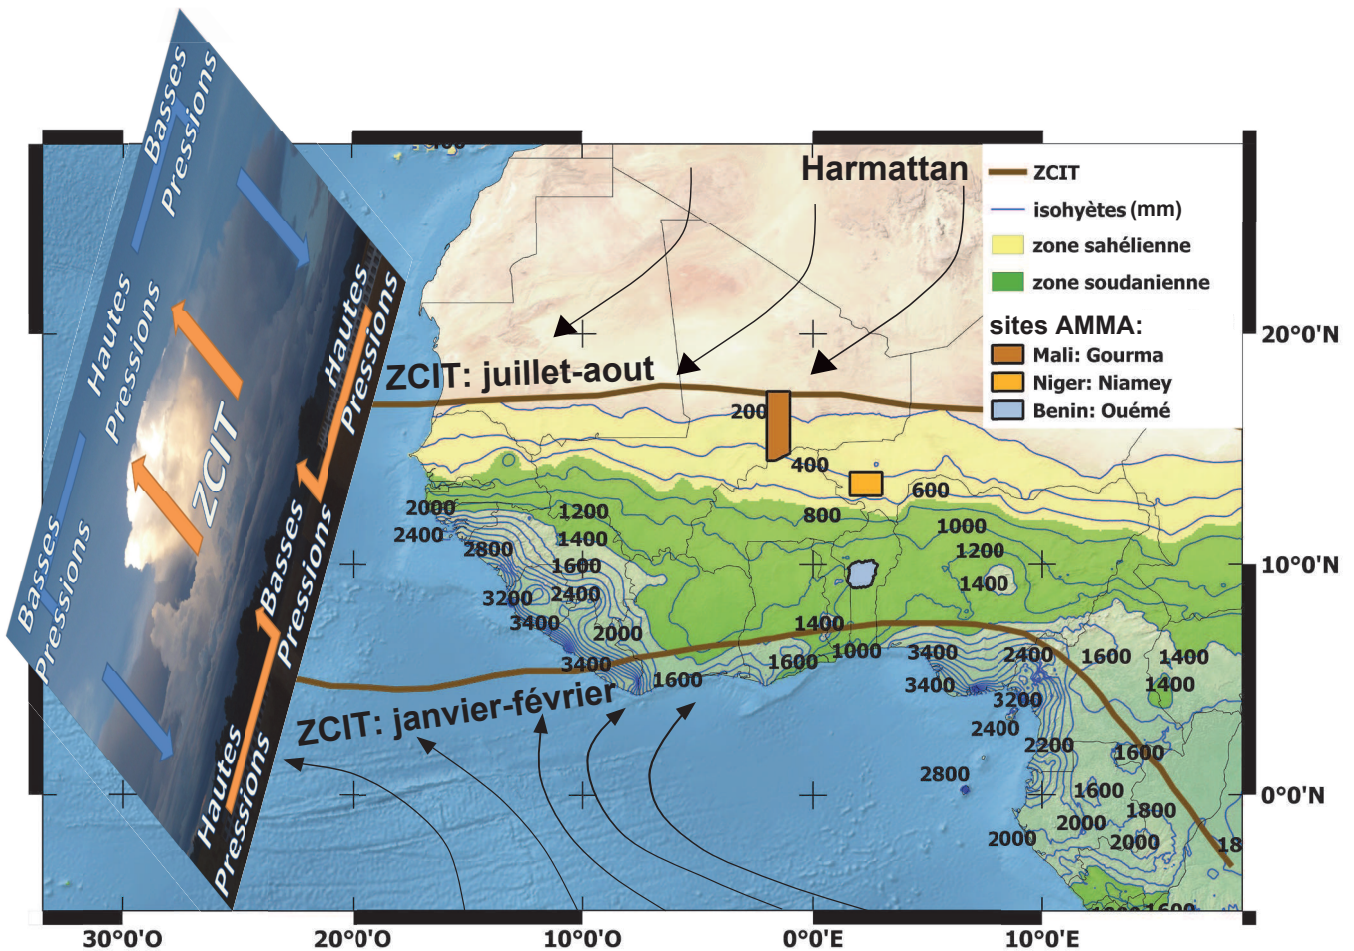 Basses
Pressions
Hautes
Pressions
Basses
Pressions
ZCIT
Hautes
Pressions
Basses
Pressions
Hautes
Pressions
Harmattan
ZCIT: juillet-aout
ZCIT: janvier-février
ZCIT
isohyètes (mm)
zone sahélienne
zone soudanienne
sites AMMA:
Mali: Gourma
Niger: Niamey
Benin: Ouémé
200
400
600
800
1000
1200
1400
2000
2400
2800
3200
3400
3400
1200
1400
1600
2400
2000
1600
1400
1600
1000
3400
3400
2400
3200
2400
2200
2800
1600
1400
1400
1600
1600
1800
2000
2000
2000
18
1600
20°0'N
10°0'N
0°0'N
30°0'O
20°0'O
10°0'O
0°0'E
10°0'E